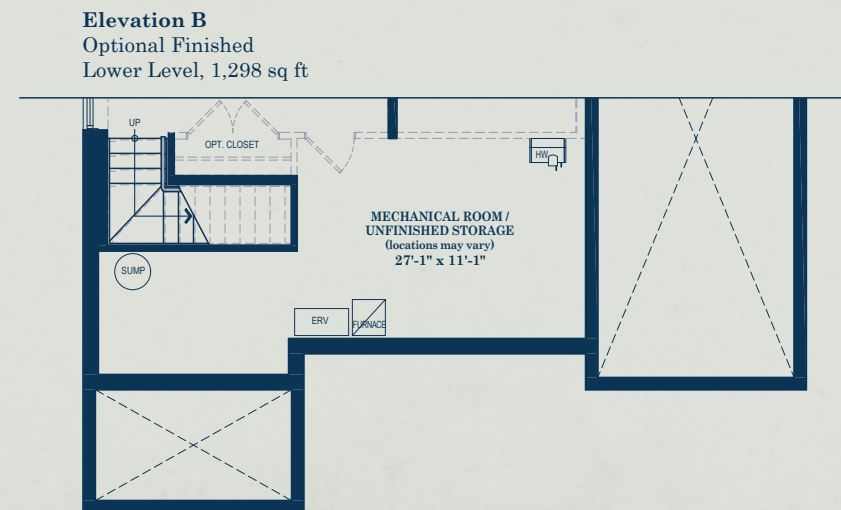 Elevation B
Optional Finished
Lower Level, 1,298 sq ft
UP
OPT. CLOSET
HW
MECHANICAL ROOM /
UNFINISHED STORAGE
(locations may vary)
27'-1" x 11'-1"
SUMP
ERV
FURNACE